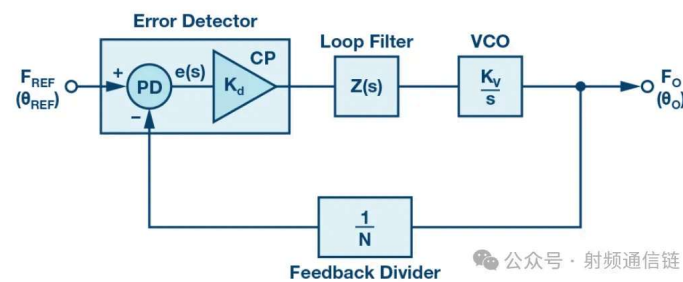 Error Detector
CP
Loop Filter
VCO
F_REF
(θ_REF)
+
PD
e(s)
K_d
Z(s)
K_V
s
F_O
(θ_O)
−
1
N
Feedback Divider
公众号 · 射频通信链